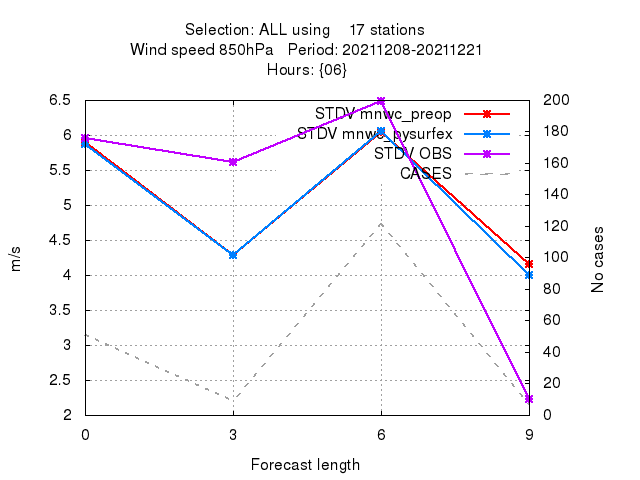 Selection: ALL using 17 stations
Wind speed 850hPa Period: 20211208-20211221
Hours: {06}
STDV mnwc_preop
STDV mnwc_pysurfex
STDV OBS
CASES
6.5
6
5.5
5
4.5
4
3.5
3
2.5
2
m/s
200
180
160
140
120
100
80
60
40
20
0
No cases
0 3 6 9
Forecast length